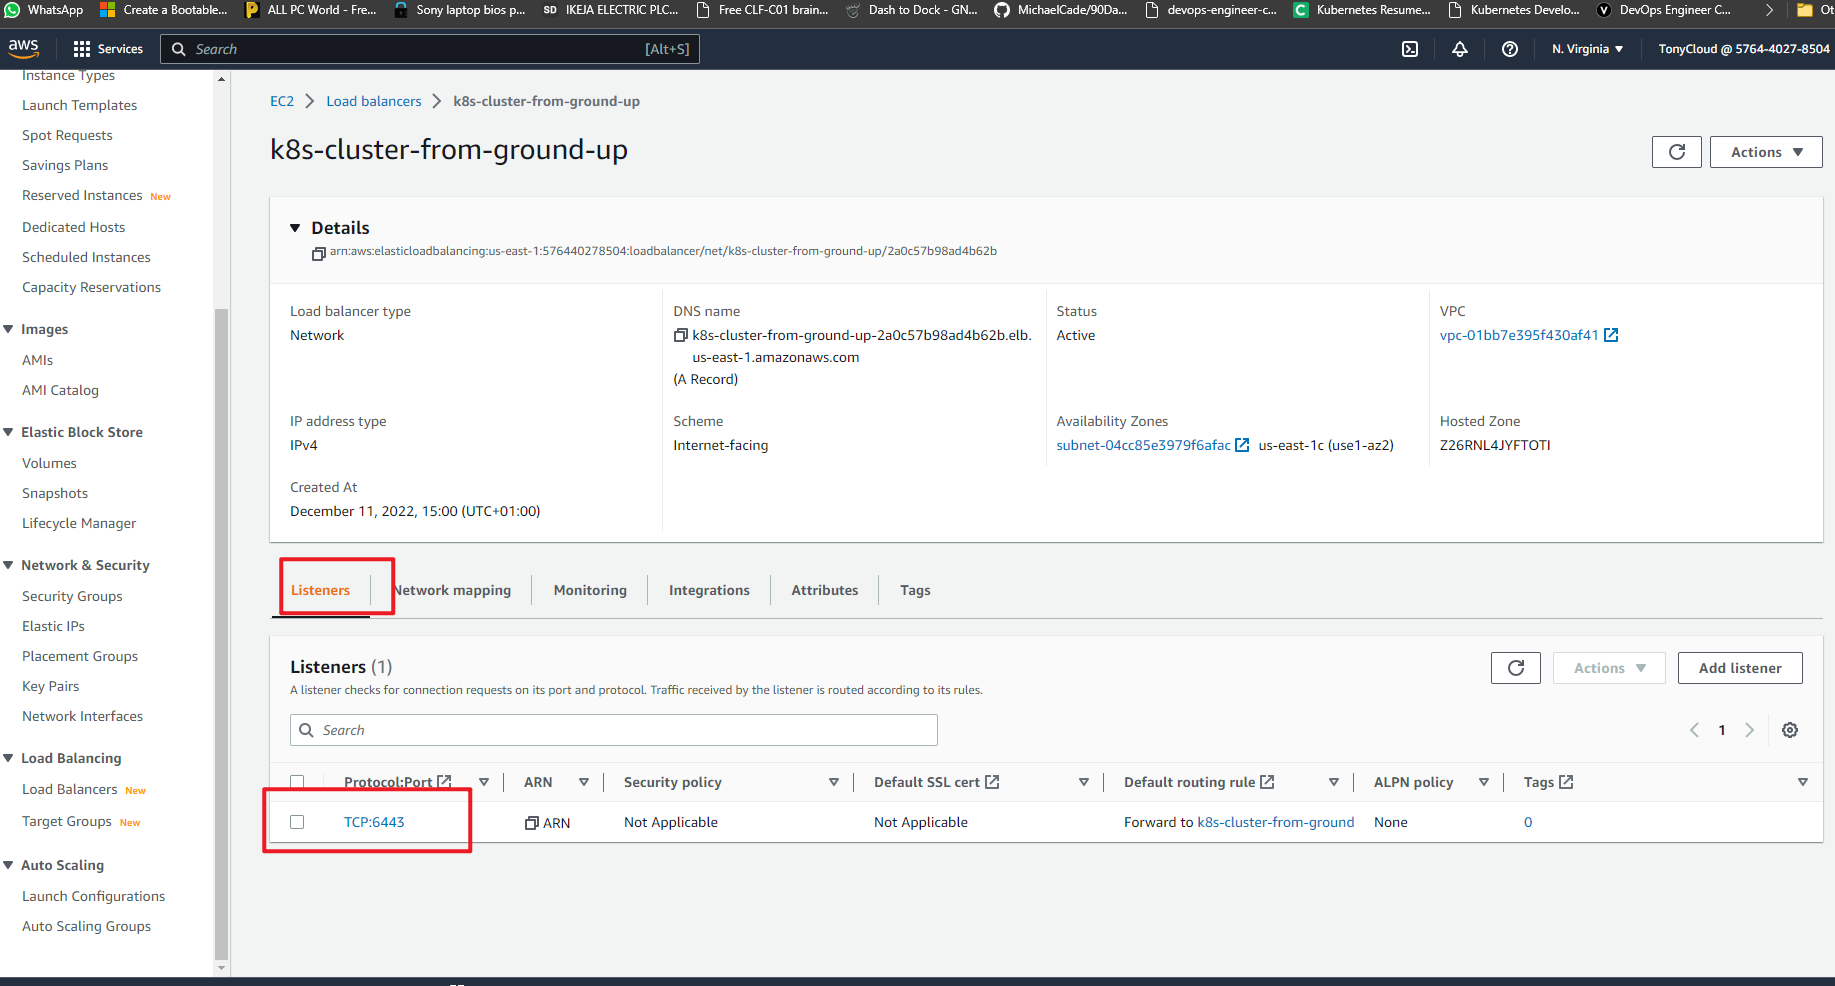 WhatsApp Create a Bootable... ALL PC World - Fre... Sony laptop bios p... SD IKEJA ELECTRIC PLC... Free CLF-C01 brain... Dash to Dock - GN... MichaelCade/90Da... devops-engineer-c... C Kubernetes Resume... Kubernetes Develo... V DevOps Engineer C... Ot
aws Services Search [Alt+S] N. Virginia ▼ TonyCloud @ 5764-4027-8504
Instance Types
Launch Templates
Spot Requests
Savings Plans
Reserved Instances New
Dedicated Hosts
Scheduled Instances
Capacity Reservations
Images
AMIs
AMI Catalog
Elastic Block Store
Volumes
Snapshots
Lifecycle Manager
Network & Security
Security Groups
Elastic IPs
Placement Groups
Key Pairs
Network Interfaces
Load Balancing
Load Balancers New
Target Groups New
Auto Scaling
Launch Configurations
Auto Scaling Groups
EC2 > Load balancers > k8s-cluster-from-ground-up
k8s-cluster-from-ground-up
Actions ▼
Details
arn:aws:elasticloadbalancing:us-east-1:576440278504:loadbalancer/net/k8s-cluster-from-ground-up/2a0c57b98ad4b62b
Load balancer type
Network
DNS name
k8s-cluster-from-ground-up-2a0c57b98ad4b62b.elb.
us-east-1.amazonaws.com
(A Record)
Status
Active
VPC
vpc-01bb7e395f430af41
IP address type
IPv4
Scheme
Internet-facing
Availability Zones
subnet-04cc85e3979f6afac us-east-1c (use1-az2)
Hosted Zone
Z26RNL4JYFTOTI
Created At
December 11, 2022, 15:00 (UTC+01:00)
Listeners Network mapping Monitoring Integrations Attributes Tags
Listeners (1)
A listener checks for connection requests on its port and protocol. Traffic received by the listener is routed according to its rules.
Actions ▼ Add listener
Search
< 1 >
Protocol:Port ARN Security policy Default SSL cert Default routing rule ALPN policy Tags
TCP:6443 ARN Not Applicable Not Applicable Forward to k8s-cluster-from-ground None 0